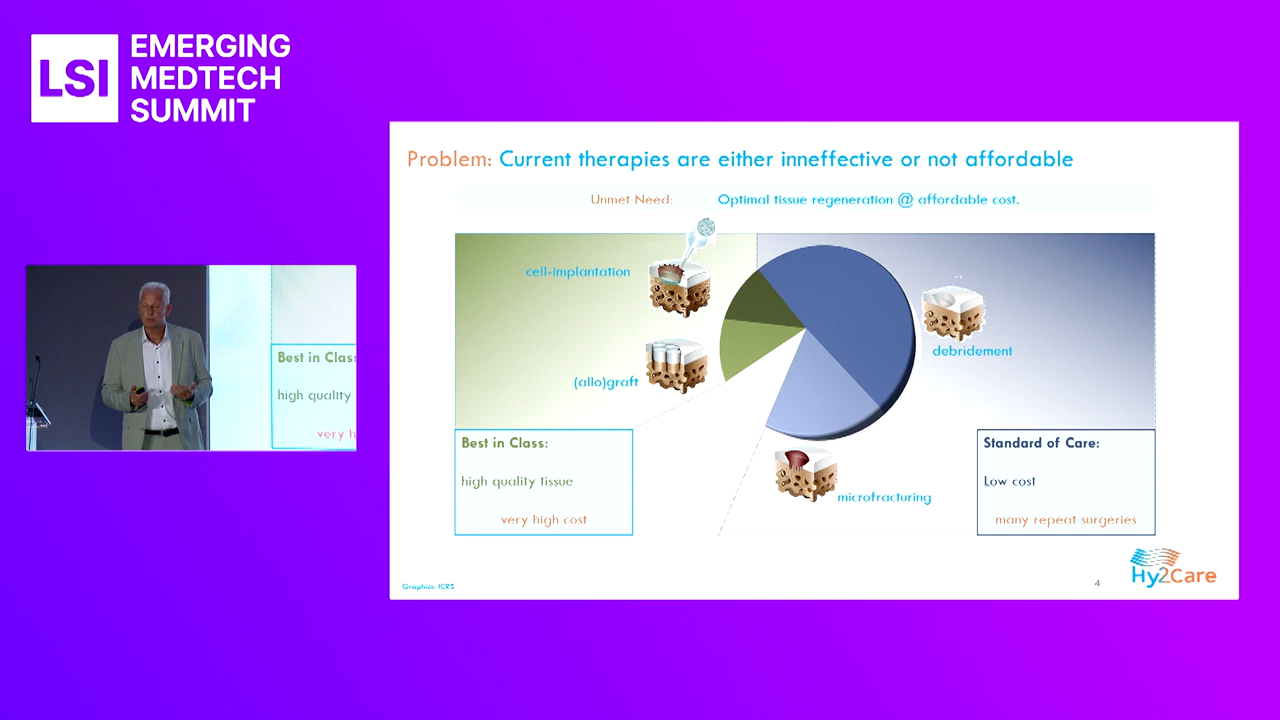 LSI
EMERGING
MEDTECH
SUMMIT
Problem: Current therapies are either inneffective or not affordable
Unmet Need: Optimal tissue regeneration @ affordable cost.
cell-implantation
debridement
(allo)graft
Best in Class:
high quality tissue
very high cost
Standard of Care:
Low cost
many repeat surgeries
microfracturing
Graphics: ICRS
4
Hy2Care
Best in Clas
high quality
very h